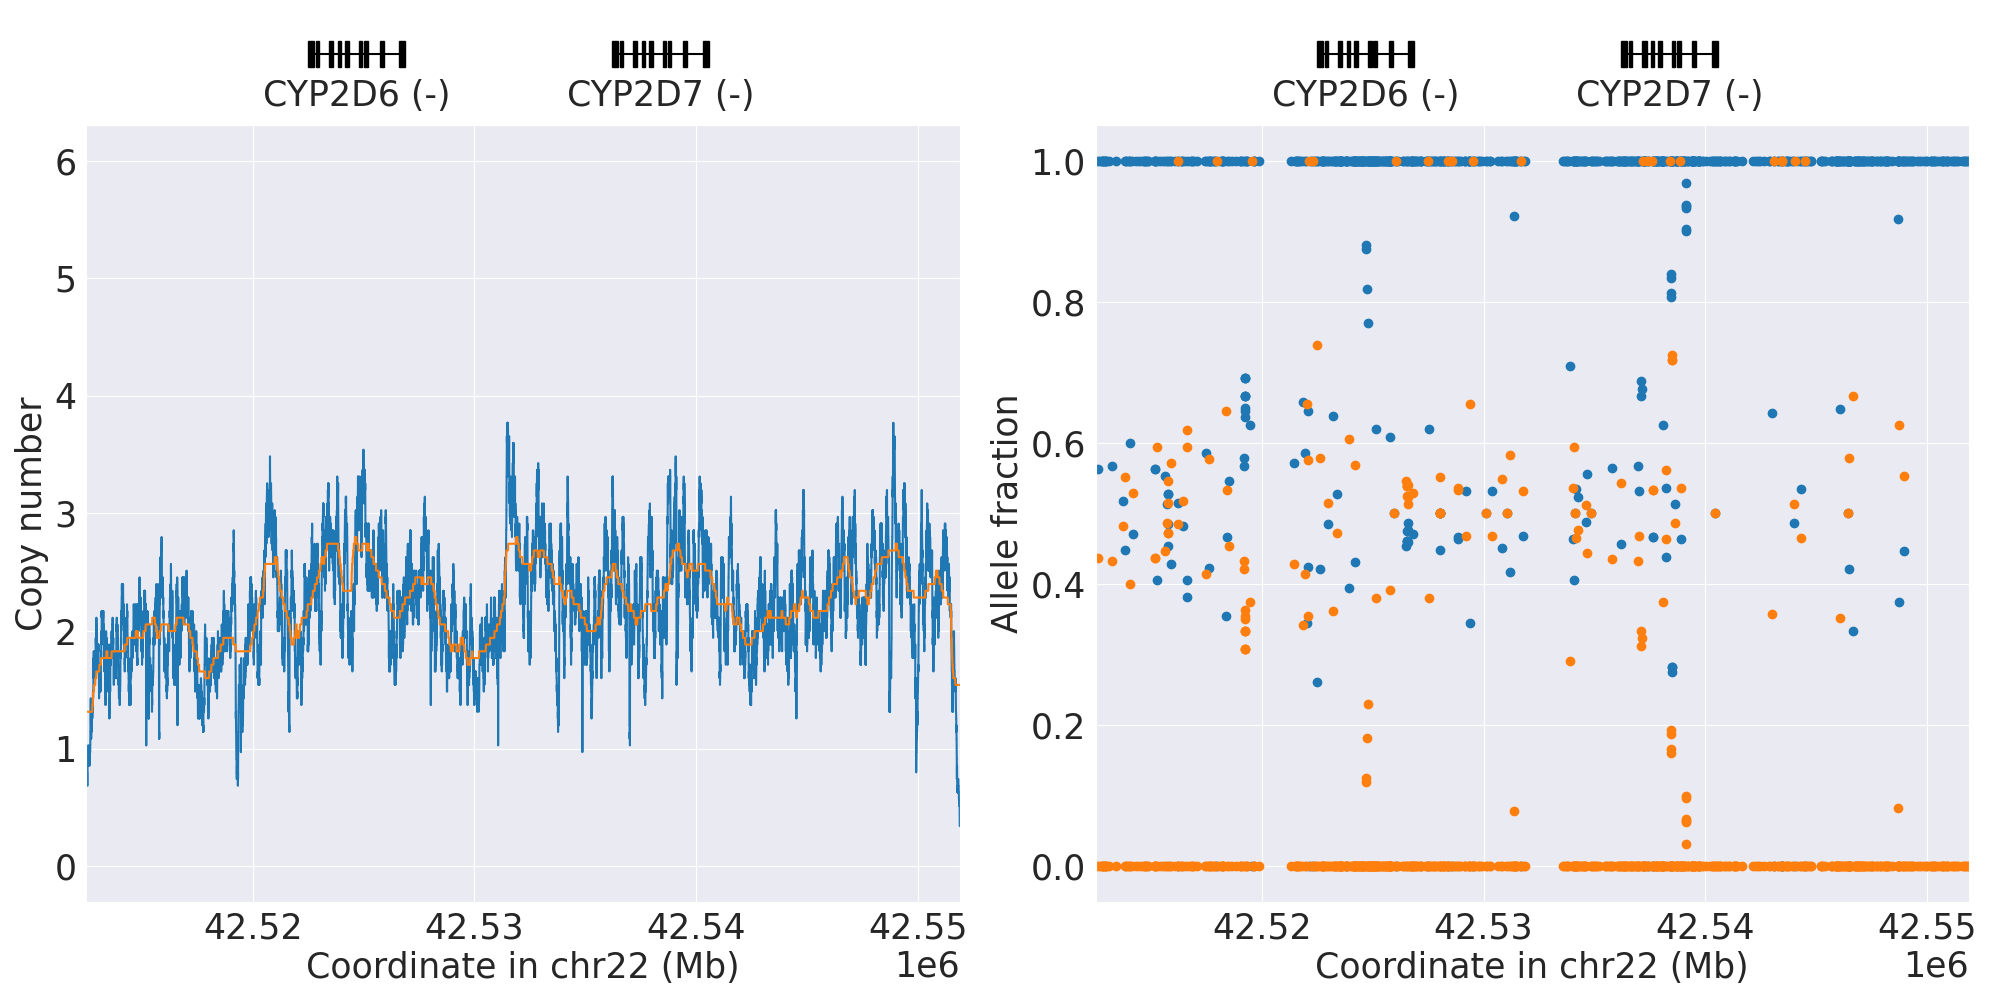 CYP2D6 (-) CYP2D7 (-)
6
5
4
3
2
1
0
Copy number
42.52 42.53 42.54 42.55
Coordinate in chr22 (Mb) 1e6
CYP2D6 (-) CYP2D7 (-)
1.0
0.8
0.6
0.4
0.2
0.0
Allele fraction
42.52 42.53 42.54 42.55
Coordinate in chr22 (Mb) 1e6